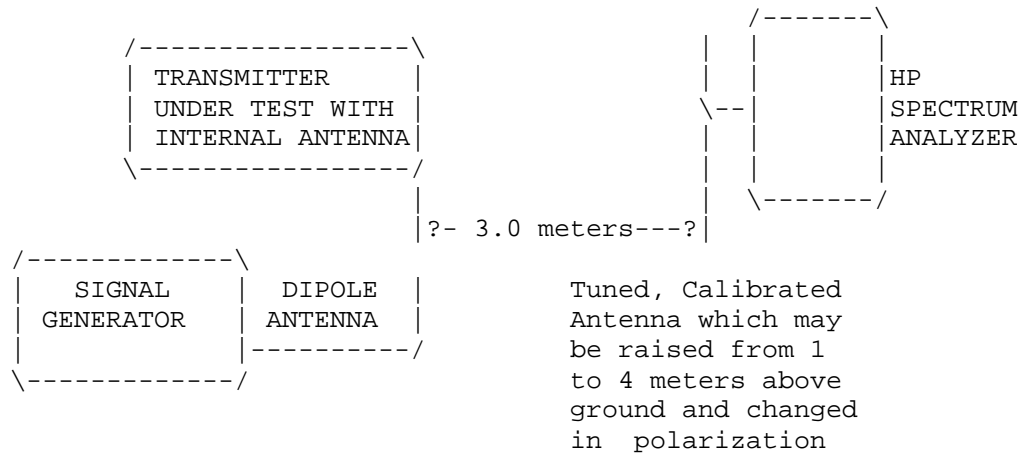 TRANSMITTER
UNDER TEST WITH
INTERNAL ANTENNA
HP
SPECTRUM
ANALYZER
|?- 3.0 meters---?|
SIGNAL
GENERATOR
DIPOLE
ANTENNA
Tuned, Calibrated
Antenna which may
be raised from 1
to 4 meters above
ground and changed
in polarization